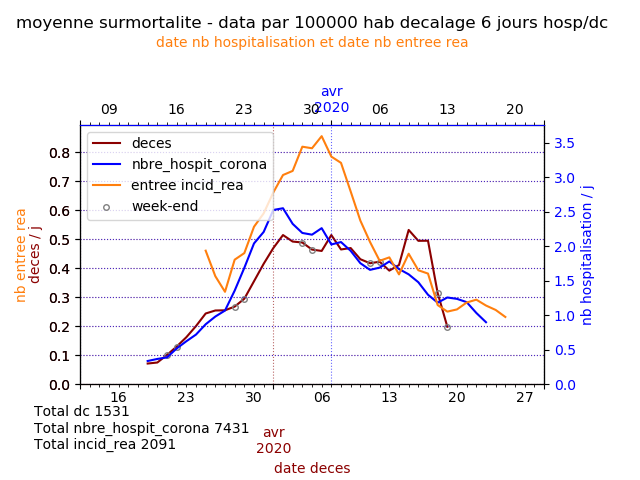 moyenne surmortalite - data par 100000 hab decalage 6 jours hosp/dc
date nb hospitalisation et date nb entree rea
avr
2020
09 16 23 30 06 13 20
deces
nbre_hospit_corona
entree incid_rea
week-end
nb entree rea
deces / j
0.8
0.7
0.6
0.5
0.4
0.3
0.2
0.1
0.0
3.5
3.0
2.5
2.0
1.5
1.0
0.5
0.0
nb hospitalisation / j
16 23 30 06 13 20 27
Total dc 1531
Total nbre_hospit_corona 7431
Total incid_rea 2091
avr
2020
date deces